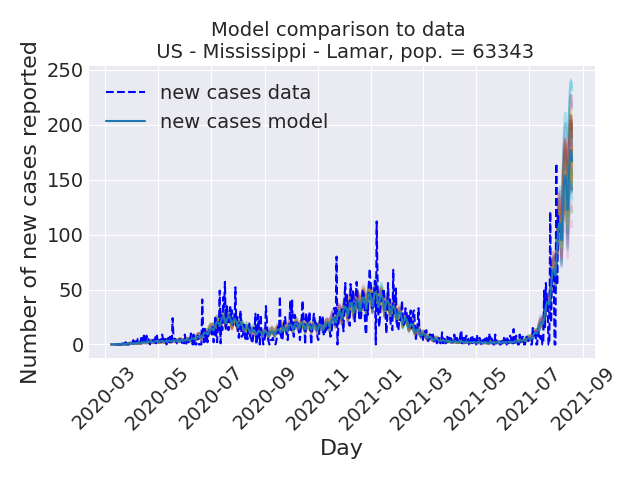 Model comparison to data
US - Mississippi - Lamar, pop. = 63343
Number of new cases reported
250
200
150
100
50
0
new cases data
new cases model
2020-03
2020-05
2020-07
2020-09
2020-11
2021-01
2021-03
2021-05
2021-07
2021-09
Day